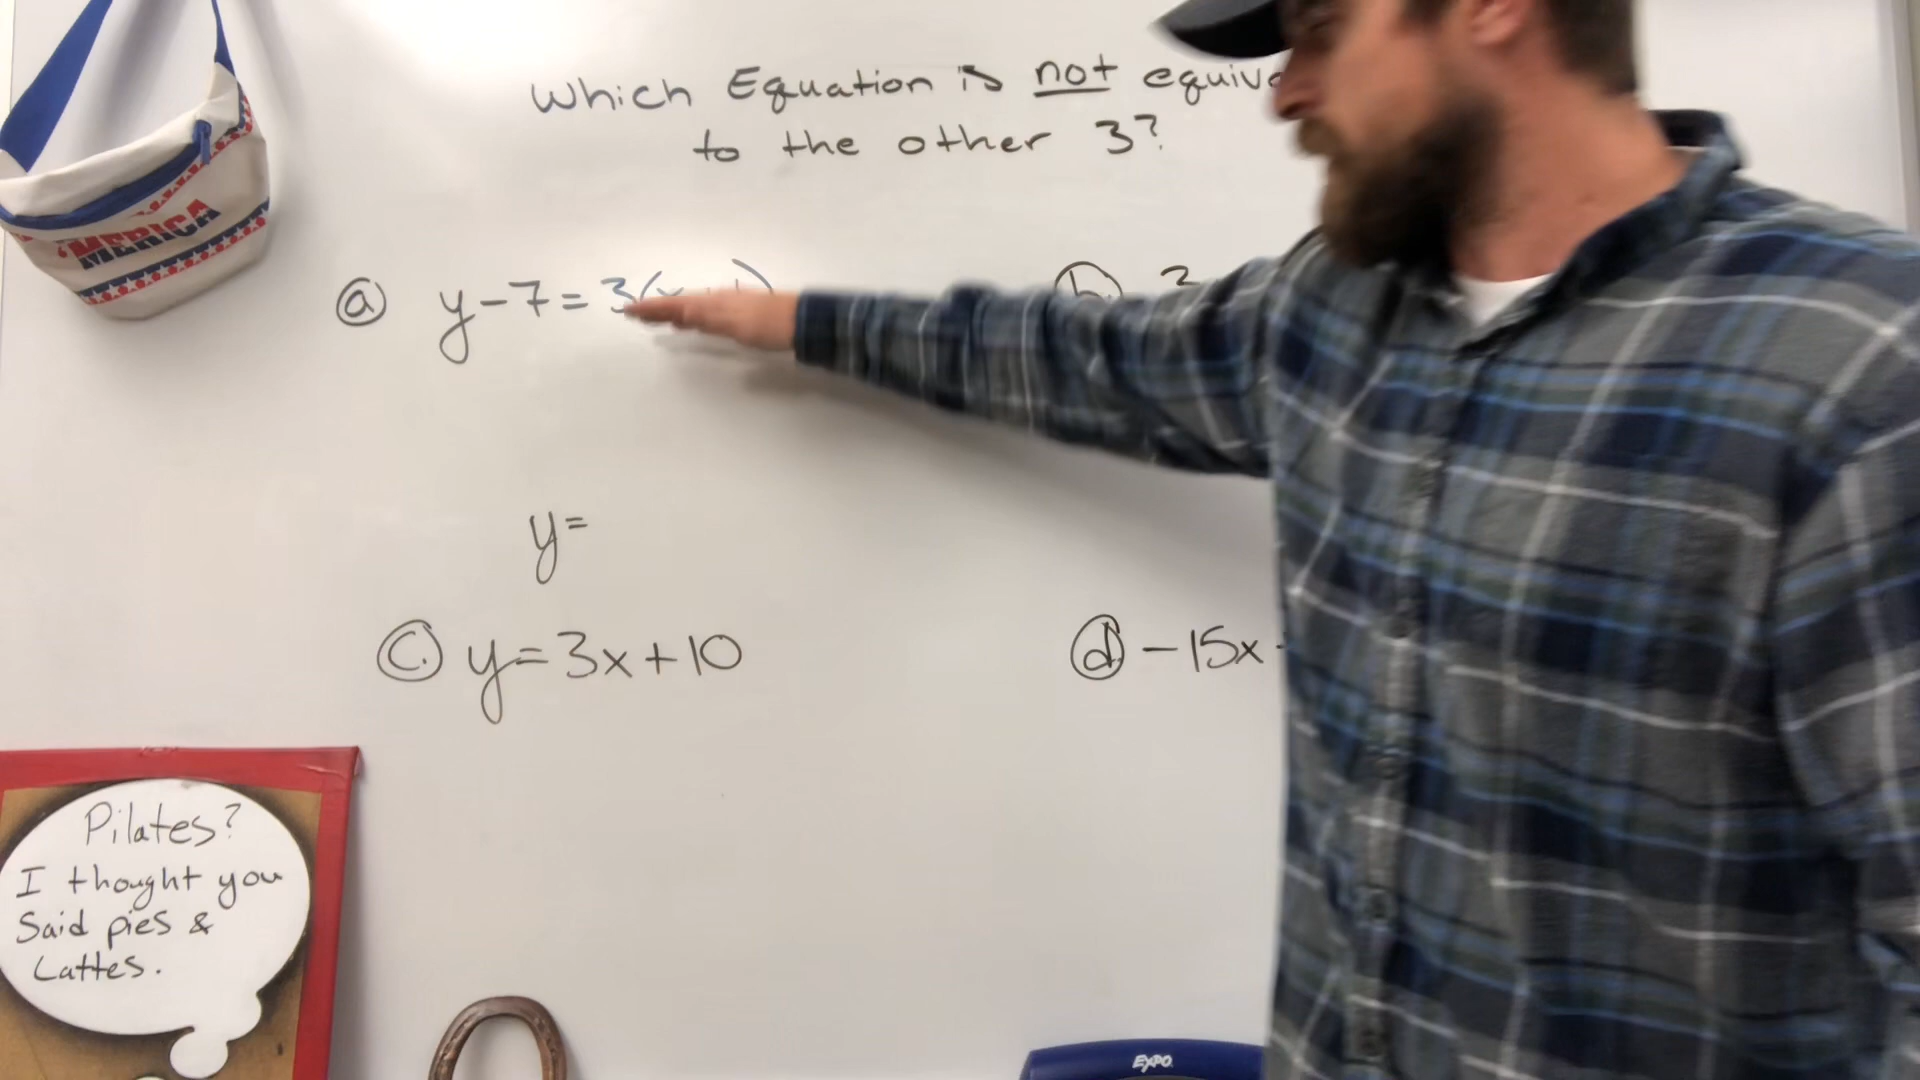 Which Equation is not equiv
to the other 3?
'MERICA
a y-7=3(
b.
y=
c. y=3x+10
d. -15x
Pilates?
I thought you
Said pies &
Lattes.
EXPO